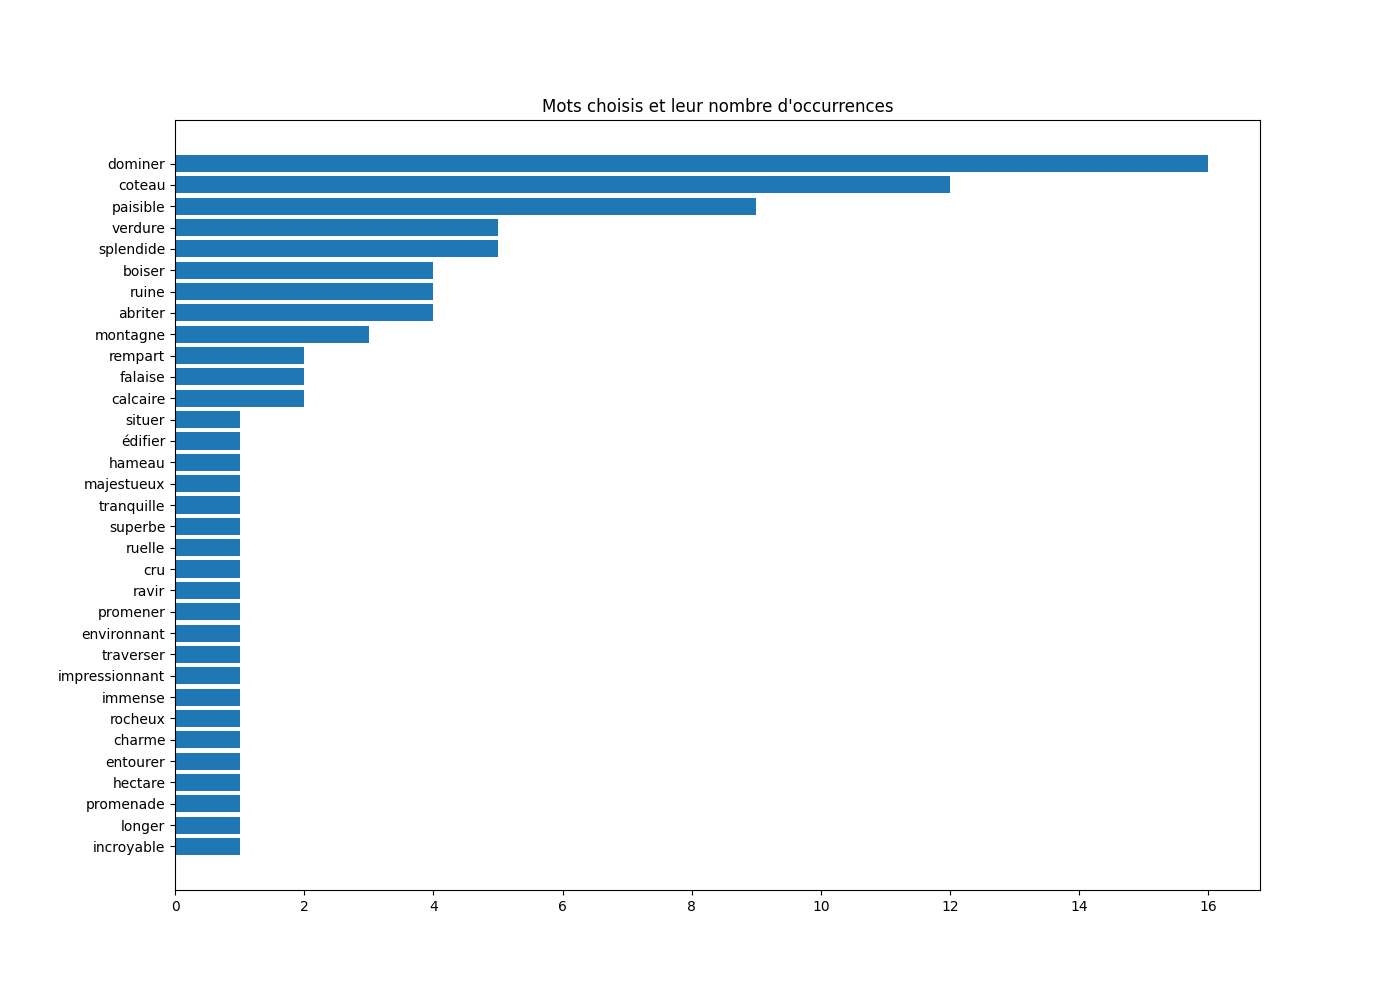 Mots choisis et leur nombre d'occurrences
dominer
coteau
paisible
verdure
splendide
boiser
ruine
abriter
montagne
rempart
falaise
calcaire
situer
édifier
hameau
majestueux
tranquille
superbe
ruelle
cru
ravir
promener
environnant
traverser
impressionnant
immense
rocheux
charme
entourer
hectare
promenade
longer
incroyable
0 2 4 6 8 10 12 14 16